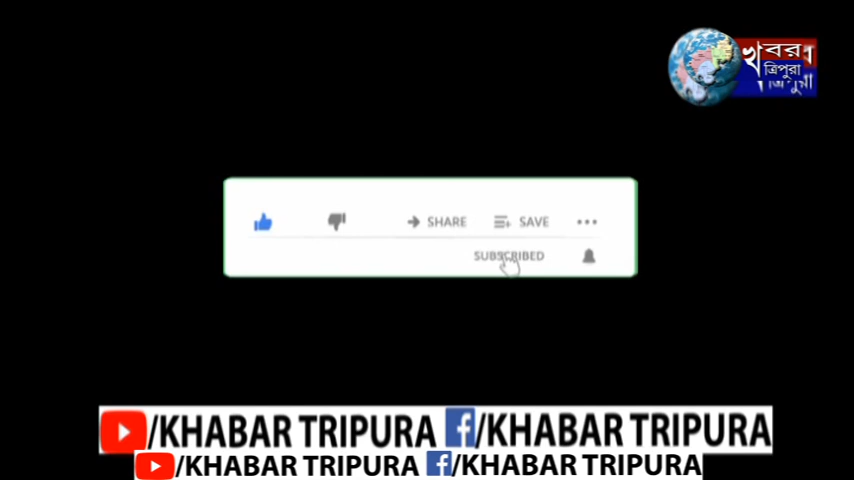 খবর
ত্রিপুরা
SHARE SAVE
SUBSCRIBED
/KHABAR TRIPURA f/KHABAR TRIPURA
/KHABAR TRIPURA f/KHABAR TRIPURA